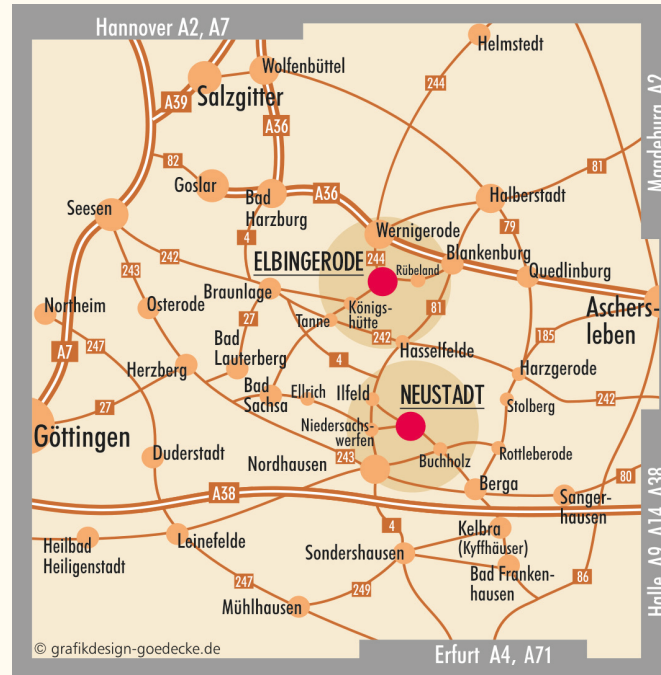 Hannover A2, A7
Helmstedt
Wolfenbüttel
Salzgitter
A39
244
Magdeburg A2
A36
82
81
Goslar
A36
Halberstadt
Bad
Harzburg
Seesen
Wernigerode
79
4
242
ELBINGERODE
244
Blankenburg
Rübeland
Quedlinburg
243
Braunlage
Northeim
Osterode
Königs-
hütte
81
Aschers-
leben
27
Tanne
185
247
Bad
Lauterberg
242
Hasselfelde
A7
4
Herzberg
Harzgerode
Bad
Sachsa
Ellrich
Ilfeld
NEUSTADT
242
27
Stolberg
Göttingen
Niedersachs-
werfen
Duderstadt
243
Buchholz
Rottleberode
Nordhausen
80
Berga
A38
Sanger-
hausen
Halle A9, A14, A38
4
Kelbra
(Kyffhäuser)
Heilbad
Heiligenstadt
Leinefelde
Sondershausen
Bad Franken-
hausen
86
247
249
Mühlhausen
© grafikdesign-goedecke.de
Erfurt A4, A71